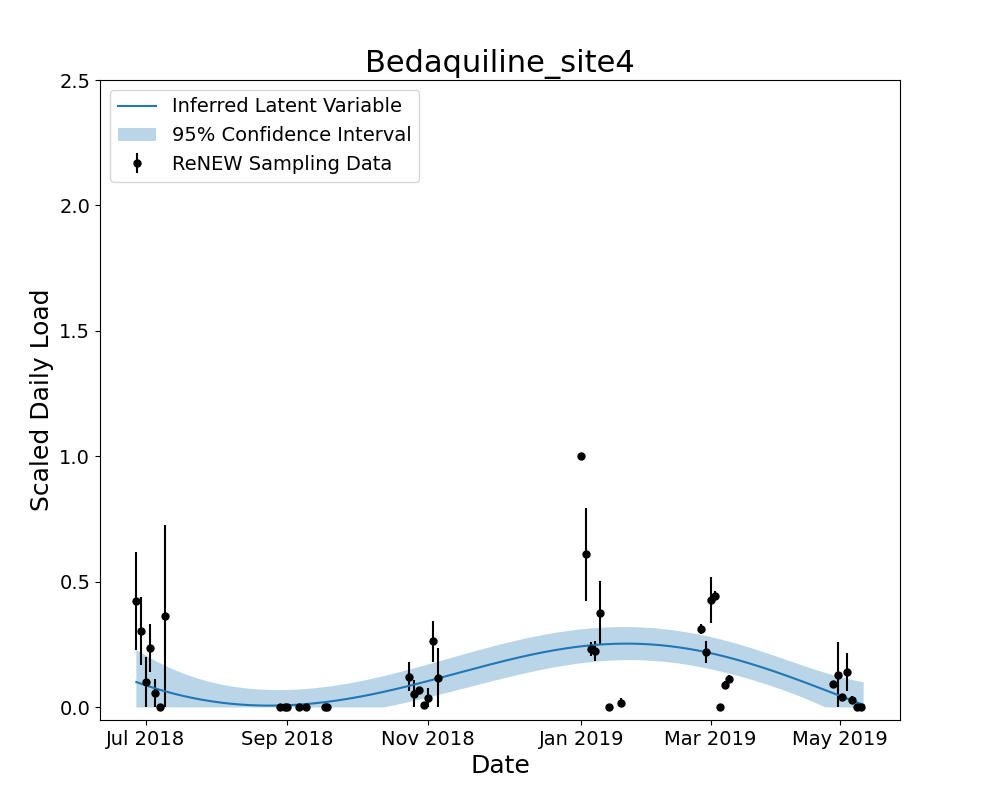 Bedaquiline_site4
Inferred Latent Variable
95% Confidence Interval
ReNEW Sampling Data
Scaled Daily Load
2.5
2.0
1.5
1.0
0.5
0.0
Jul 2018 Sep 2018 Nov 2018 Jan 2019 Mar 2019 May 2019
Date